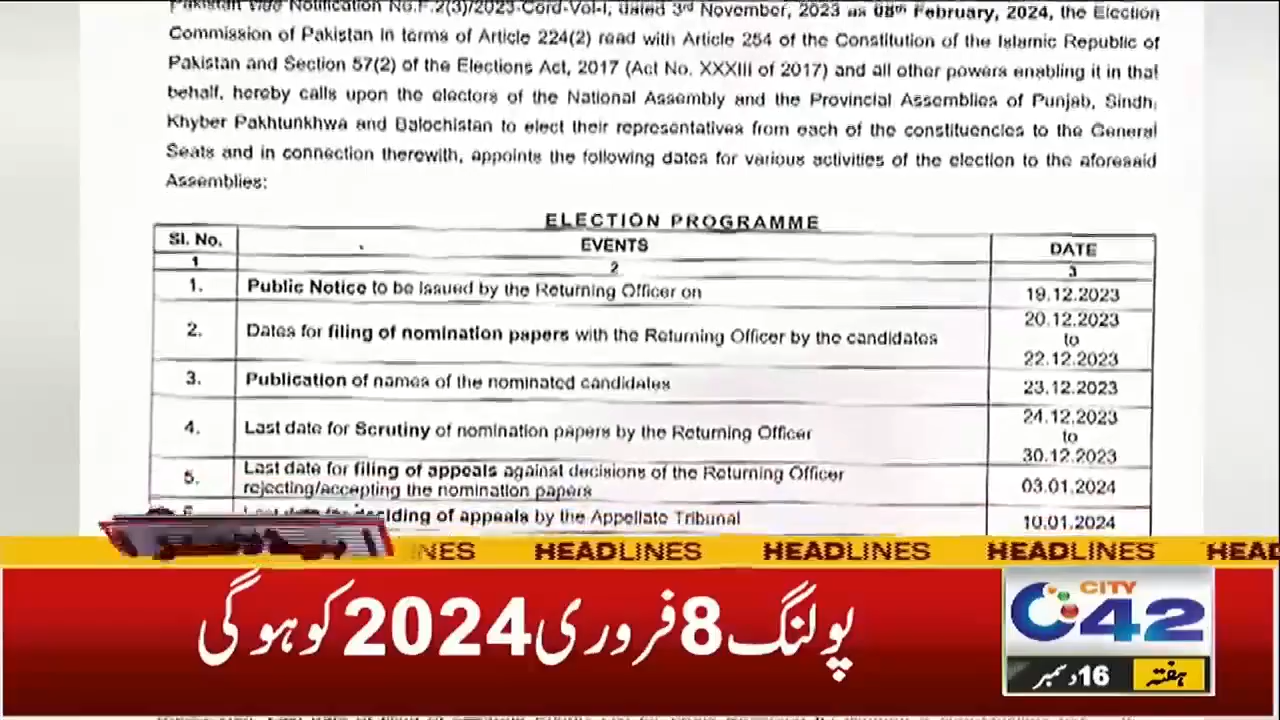 Pakistan vide Notification No.F.2(3)/2023-Cord-Vol-I, dated 3rd November, 2023 as 08th February, 2024, the Election
Commission of Pakistan in terms of Article 224(2) read with Article 254 of the Constitution of the Islamic Republic of
Pakistan and Section 57(2) of the Elections Act, 2017 (Act No. XXXIII of 2017) and all other powers enabling it in that
behalf, hereby calls upon the electors of the National Assembly and the Provincial Assemblies of Punjab, Sindh,
Khyber Pakhtunkhwa and Balochistan to elect their representatives from each of the constituencies to the General
Seats and in connection therewith, appoints the following dates for various activities of the election to the aforesaid
Assemblies:
ELECTION PROGRAMME
Sl. No. EVENTS DATE
1 2 3
1. Public Notice to be issued by the Returning Officer on 19.12.2023
2. Dates for filing of nomination papers with the Returning Officer by the candidates 20.12.2023
to
22.12.2023
3. Publication of names of the nominated candidates 23.12.2023
4. Last date for Scrutiny of nomination papers by the Returning Officer 24.12.2023
to
30.12.2023
5. Last date for filing of appeals against decisions of the Returning Officer
rejecting/accepting the nomination papers 03.01.2024
6. Last date for deciding of appeals by the Appellate Tribunal 10.01.2024
HEADLINES HEADLINES HEADLINES
پولنگ 8 فروری 2024 کو ہوگی
CITY
42
ہفتہ 16 دسمبر